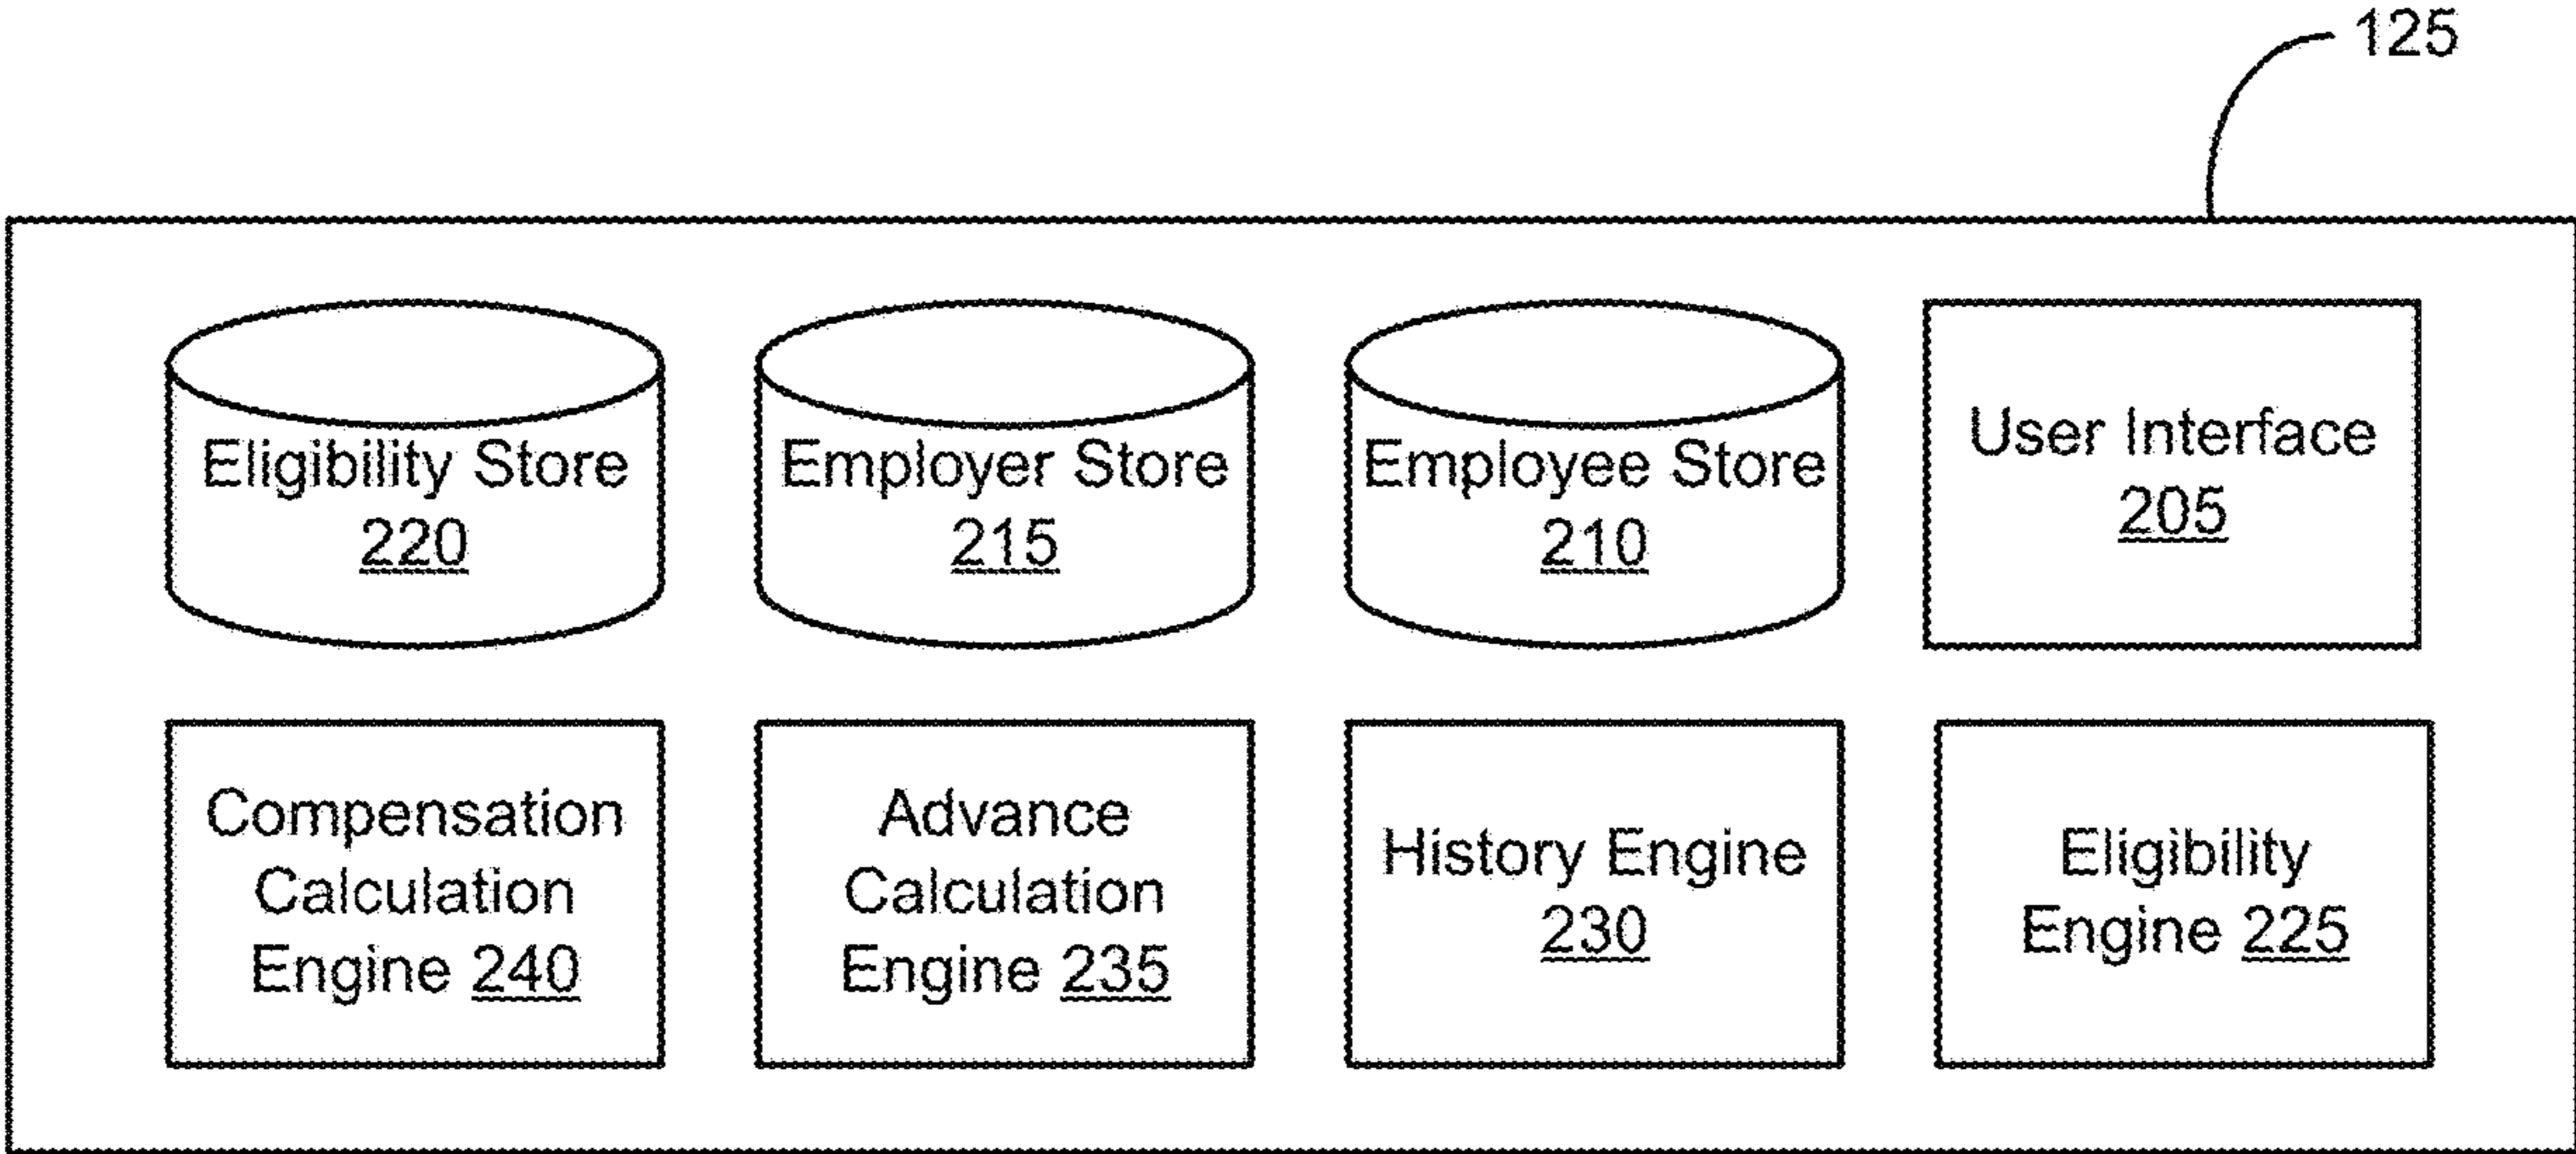 125
Eligibility Store
220
Employer Store
215
Employee Store
210
User Interface
205
Compensation
Calculation
Engine 240
Advance
Calculation
Engine 235
History Engine
230
Eligibility
Engine 225